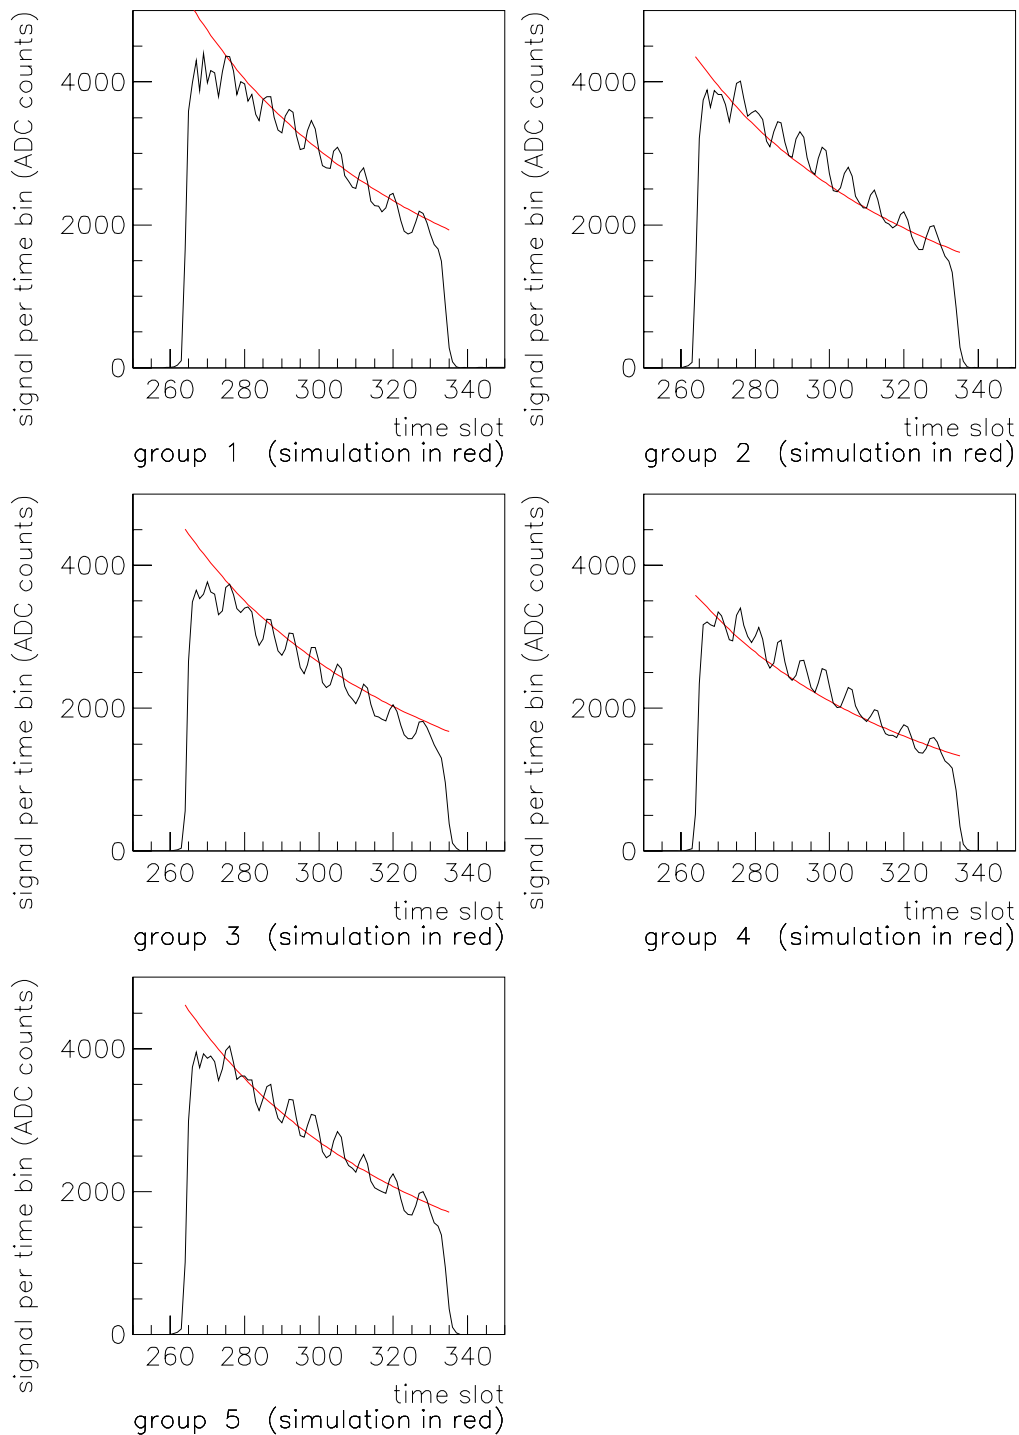 signal per time bin (ADC counts)
4000
2000
0
260 280 300 320 340
time slot
group 1 (simulation in red)
signal per time bin (ADC counts)
4000
2000
0
260 280 300 320 340
time slot
group 2 (simulation in red)
signal per time bin (ADC counts)
4000
2000
0
260 280 300 320 340
time slot
group 3 (simulation in red)
signal per time bin (ADC counts)
4000
2000
0
260 280 300 320 340
time slot
group 4 (simulation in red)
signal per time bin (ADC counts)
4000
2000
0
260 280 300 320 340
time slot
group 5 (simulation in red)